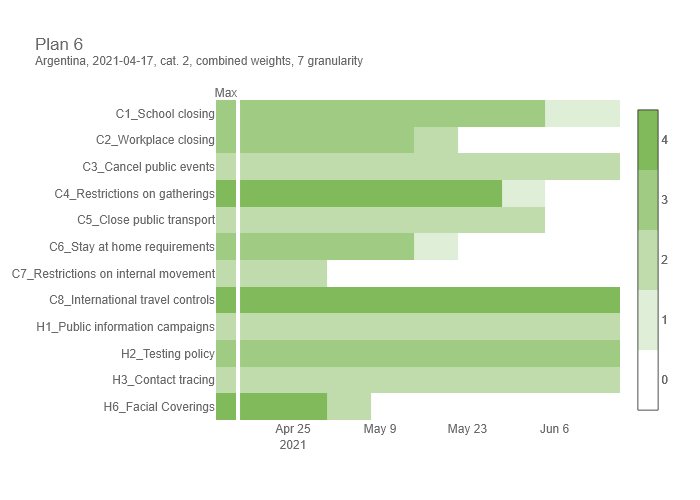 Plan 6
Argentina, 2021-04-17, cat. 2, combined weights, 7 granularity
Max
C1_School closing
C2_Workplace closing
C3_Cancel public events
C4_Restrictions on gatherings
C5_Close public transport
C6_Stay at home requirements
C7_Restrictions on internal movement
C8_International travel controls
H1_Public information campaigns
H2_Testing policy
H3_Contact tracing
H6_Facial Coverings
Apr 25 May 9 May 23 Jun 6
2021
4
3
2
1
0